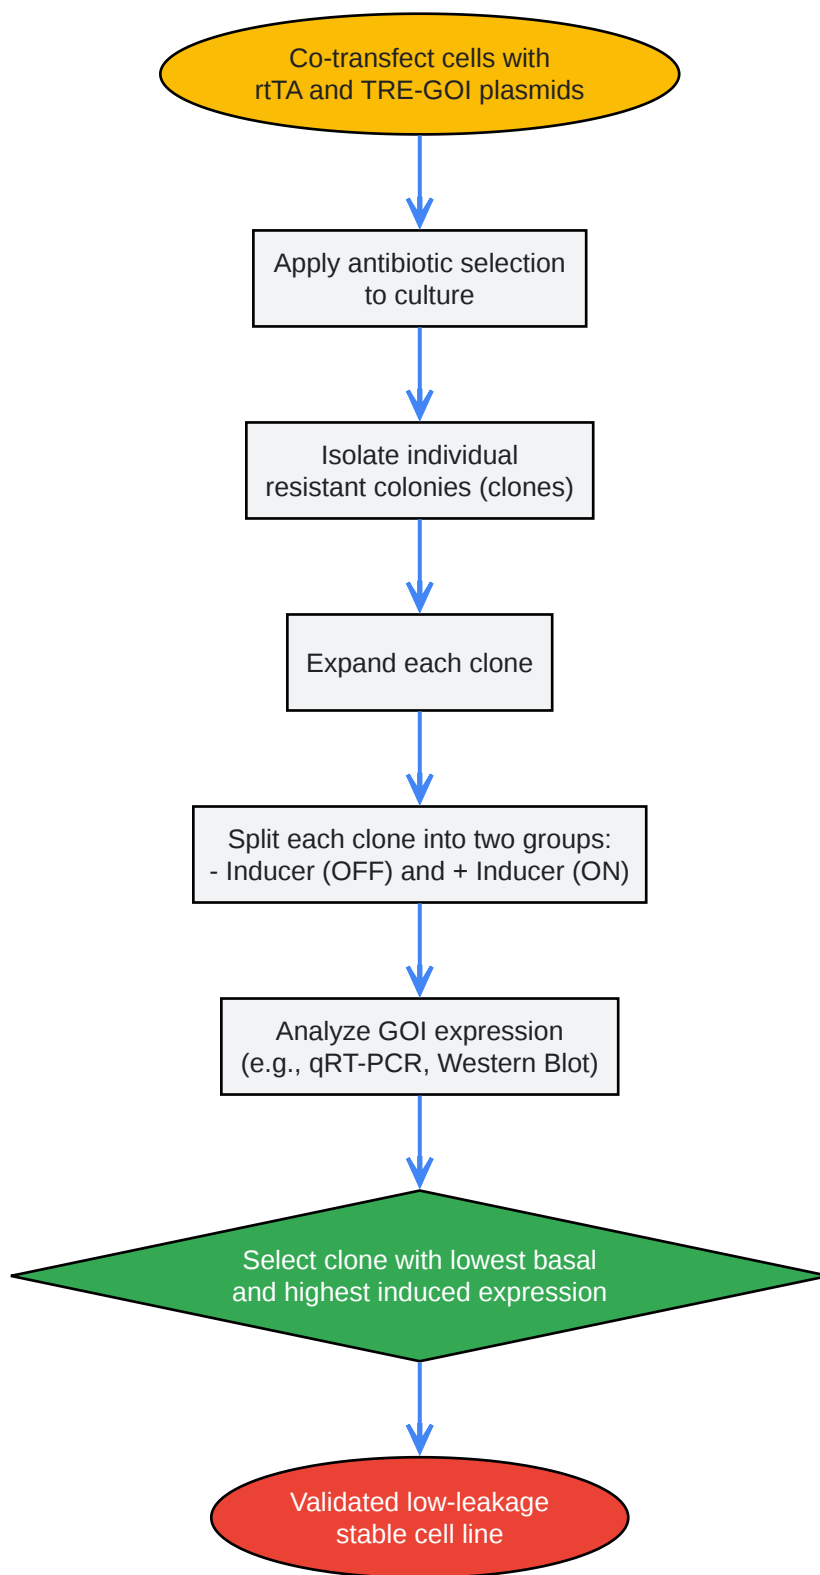 Co-transfect cells with
rtTA and TRE-GOI plasmids
Apply antibiotic selection
to culture
Isolate individual
resistant colonies (clones)
Expand each clone
Split each clone into two groups:
- Inducer (OFF) and + Inducer (ON)
Analyze GOI expression
(e.g., qRT-PCR, Western Blot)
Select clone with lowest basal
and highest induced expression
Validated low-leakage
stable cell line